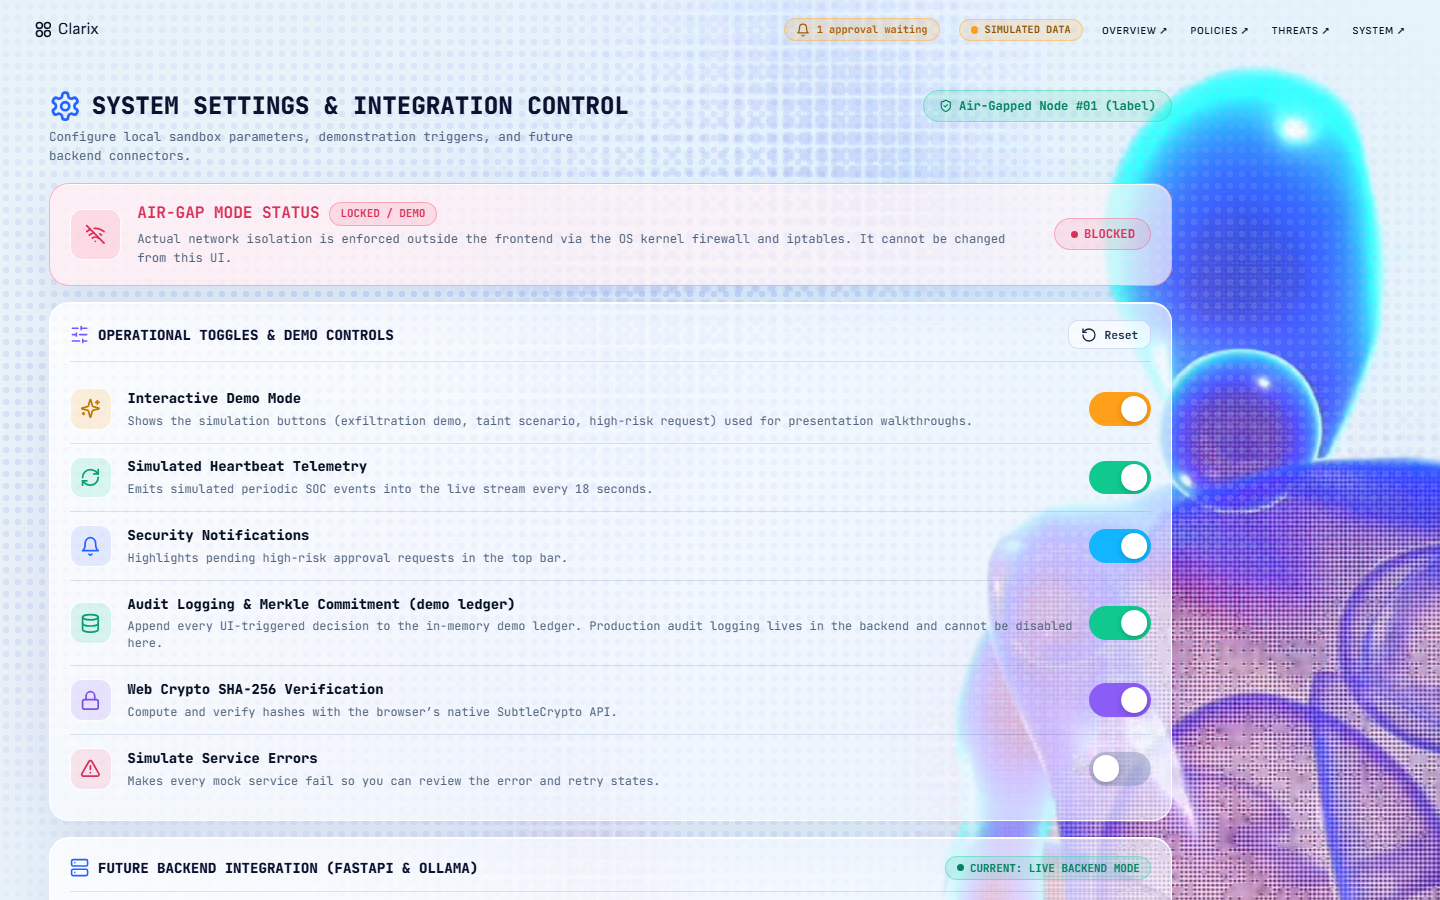 Clarix
1 approval waiting
SIMULATED DATA
OVERVIEW ↗
POLICIES ↗
THREATS ↗
SYSTEM ↗
SYSTEM SETTINGS & INTEGRATION CONTROL
Air-Gapped Node #01 (label)
Configure local sandbox parameters, demonstration triggers, and future
backend connectors.
AIR-GAP MODE STATUS
LOCKED / DEMO
Actual network isolation is enforced outside the frontend via the OS kernel firewall and iptables. It cannot be changed
from this UI.
BLOCKED
OPERATIONAL TOGGLES & DEMO CONTROLS
Reset
Interactive Demo Mode
Shows the simulation buttons (exfiltration demo, taint scenario, high-risk request) used for presentation walkthroughs.
Simulated Heartbeat Telemetry
Emits simulated periodic SOC events into the live stream every 18 seconds.
Security Notifications
Highlights pending high-risk approval requests in the top bar.
Audit Logging & Merkle Commitment (demo ledger)
Append every UI-triggered decision to the in-memory demo ledger. Production audit logging lives in the backend and cannot be disabled
here.
Web Crypto SHA-256 Verification
Compute and verify hashes with the browser’s native SubtleCrypto API.
Simulate Service Errors
Makes every mock service fail so you can review the error and retry states.
FUTURE BACKEND INTEGRATION (FASTAPI & OLLAMA)
CURRENT: LIVE BACKEND MODE